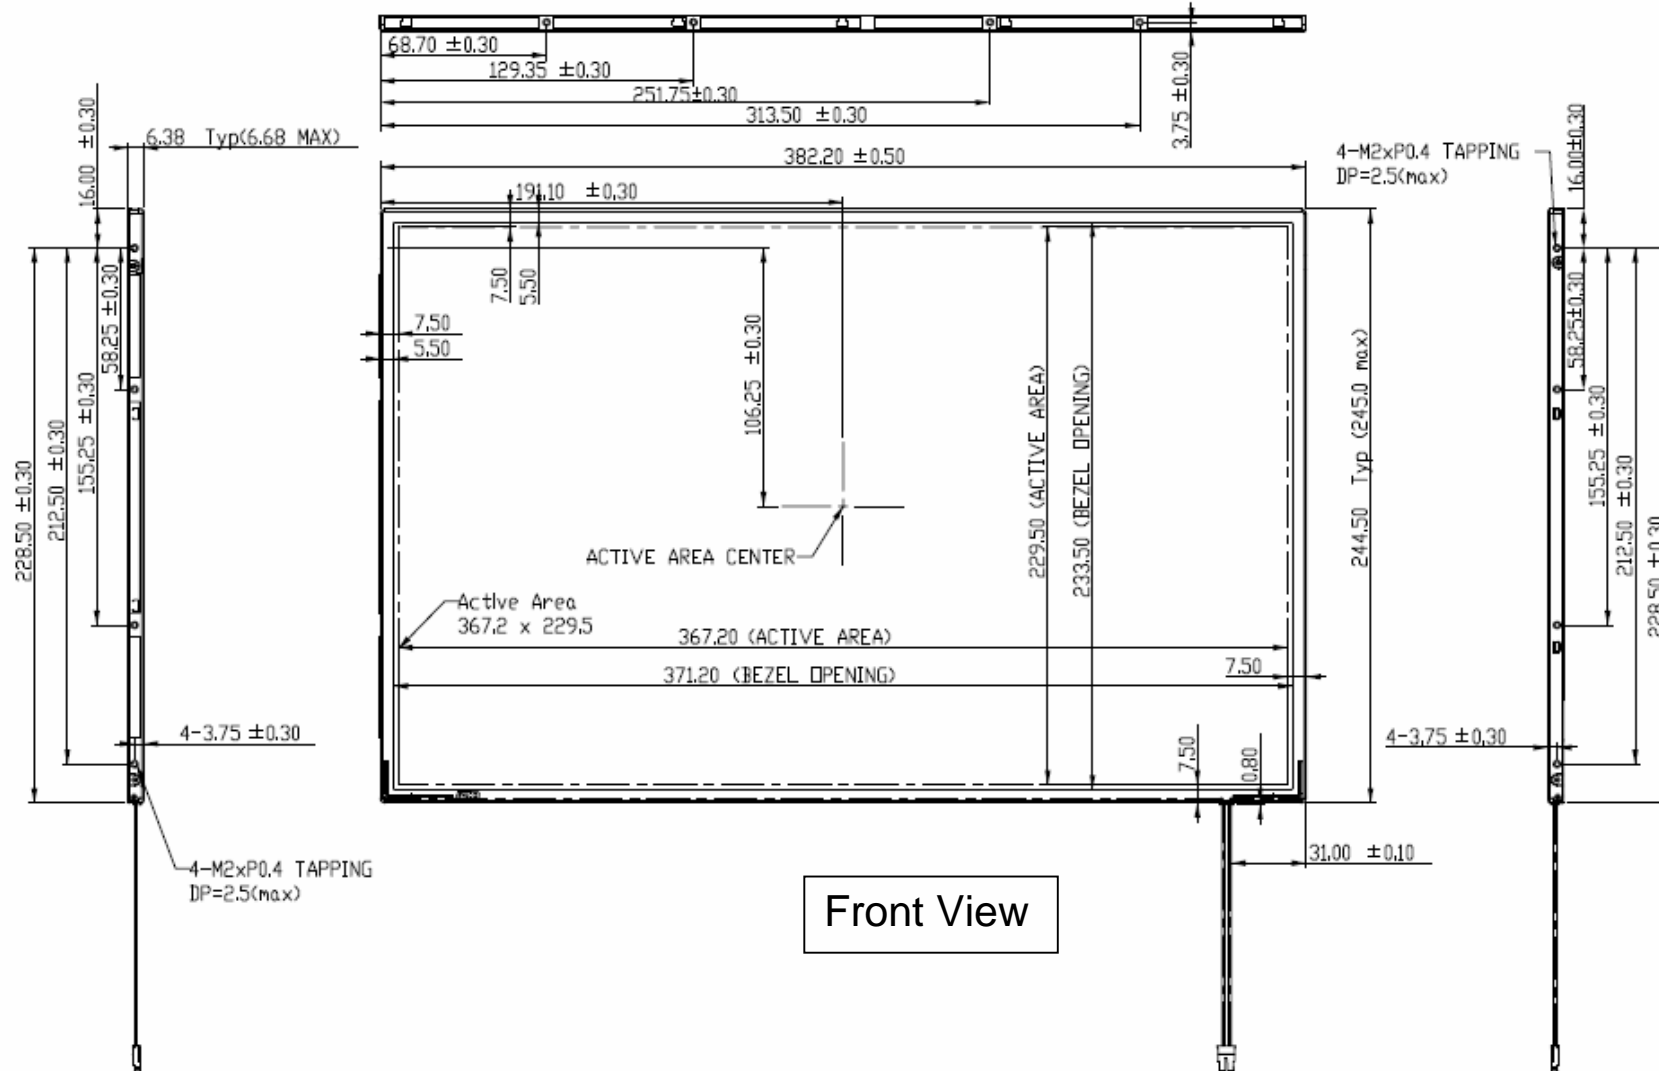 68.70 ±0.30
129.35 ±0.30
251.75±0.30
313.50 ±0.30
3.75 ±0.30
382.20 ±0.50
191.10 ±0.30
16.00 ±0.30
6.38 Typ(6.68 MAX)
4-M2xP0.4 TAPPING
DP=2.5(max)
16.00±0.30
7.50
5.50
7.50
5.50
58.25 ±0.30
155.25 ±0.30
212.50 ±0.30
228.50 ±0.30
106.25 ±0.30
229.50 (ACTIVE AREA)
233.50 (BEZEL OPENING)
244.50 Typ (245.0 max)
58.25±0.30
155.25 ±0.30
212.50 ±0.30
228.50 ±0.30
ACTIVE AREA CENTER
Active Area
367.2 x 229.5
367.20 (ACTIVE AREA)
371.20 (BEZEL OPENING)
7.50
4-3.75 ±0.30
7.50
0.80
4-3.75 ±0.30
31.00 ±0.10
4-M2xP0.4 TAPPING
DP=2.5(max)
Front View